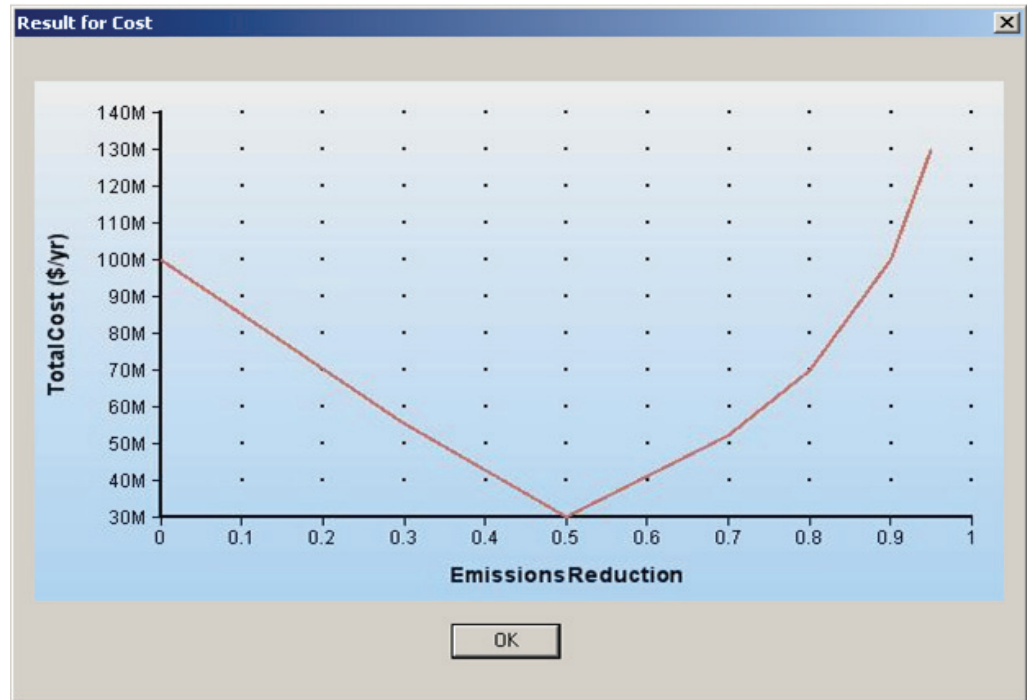 Result for Cost
140M
130M
120M
110M
100M
90M
80M
70M
60M
50M
40M
30M
Total Cost ($/yr)
0 0.1 0.2 0.3 0.4 0.5 0.6 0.7 0.8 0.9 1
Emissions Reduction
OK